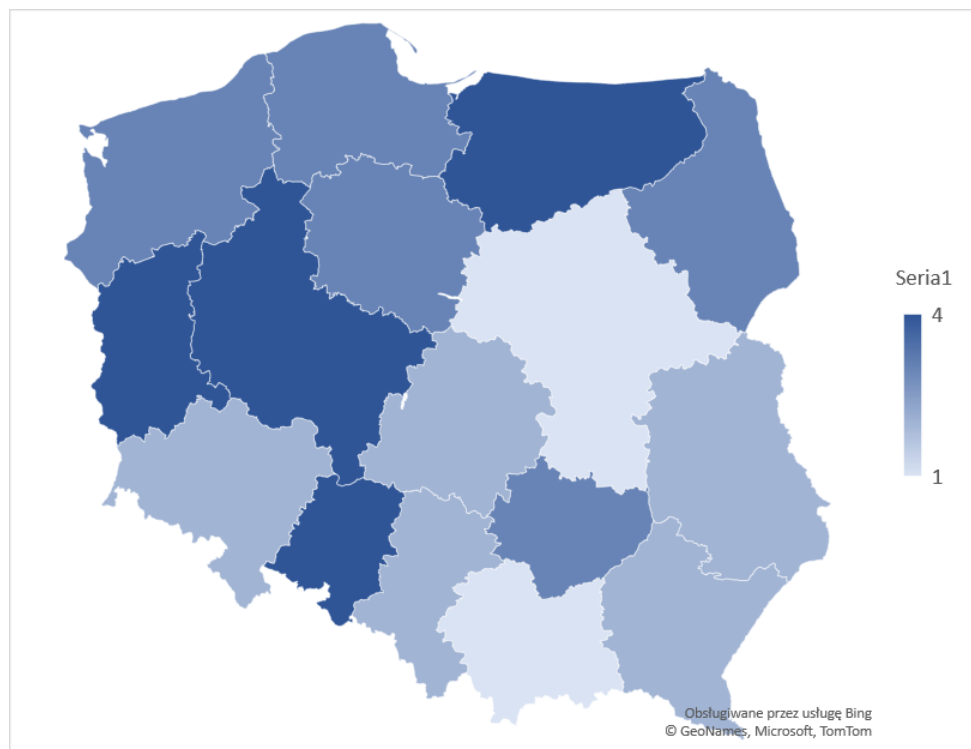 Seria1
4
1
Obsługiwane przez usługę Bing
© GeoNames, Microsoft, TomTom